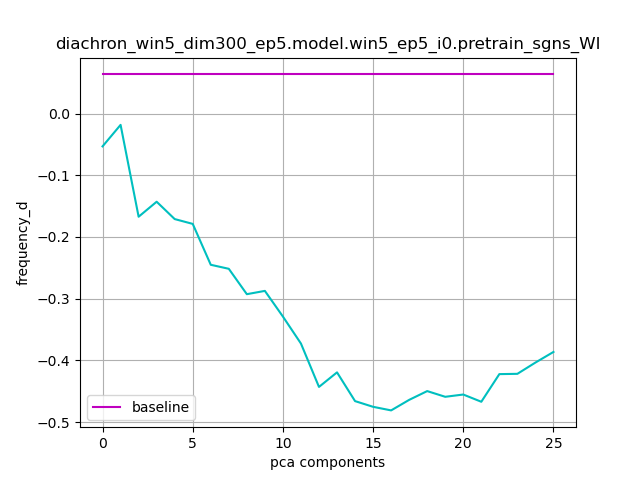 diachron_win5_dim300_ep5.model.win5_ep5_i0.pretrain_sgns_WI
frequency_d
0.0
−0.1
−0.2
−0.3
−0.4
−0.5
baseline
0 5 10 15 20 25
pca components